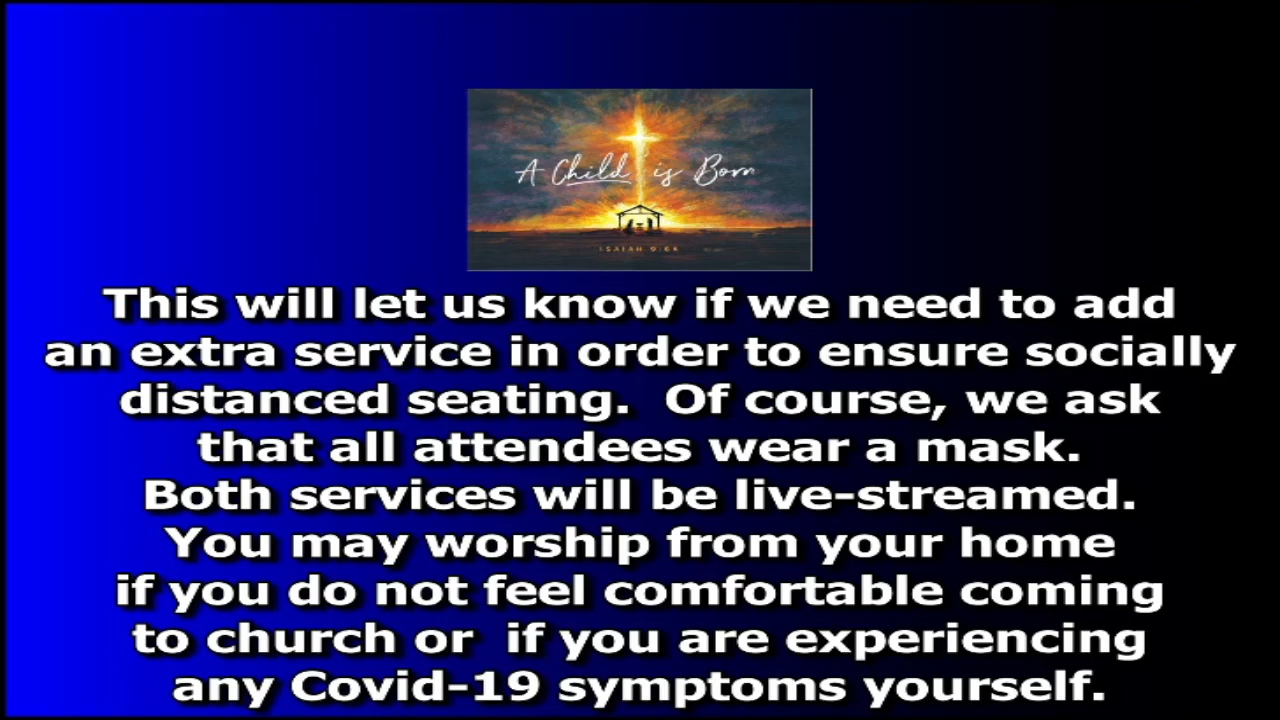 A Child is Born
ISAIAH 9:6A
This will let us know if we need to add
an extra service in order to ensure socially
distanced seating.  Of course, we ask
that all attendees wear a mask.
Both services will be live-streamed.
You may worship from your home
if you do not feel comfortable coming
to church or  if you are experiencing
any Covid-19 symptoms yourself.